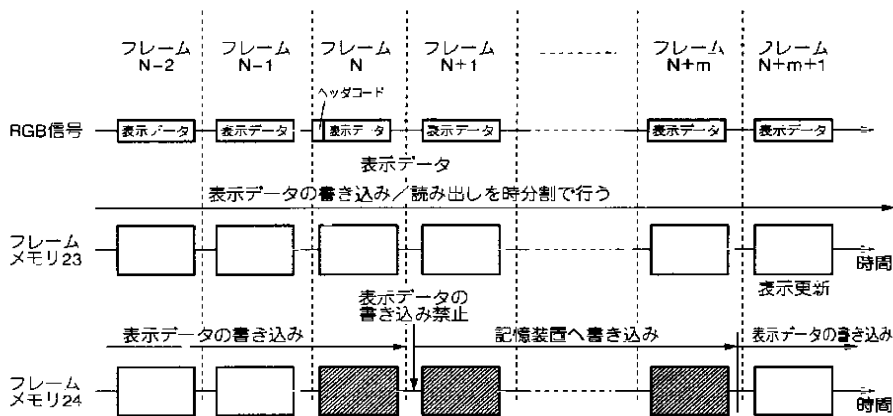 フレーム N-2
フレーム N-1
フレーム N
フレーム N+1
フレーム N+m
フレーム N+m+1
ヘッダコード
RGB信号
表示データ
表示データ
表示データ
表示データ
表示データ
表示データ
表示データ
表示データの書き込み／読み出しを時分割で行う
フレーム
メモリ23
時間
表示データの
書き込み禁止
表示更新
表示データの書き込み
記憶装置へ書き込み
表示データの書き込み
フレーム
メモリ24
時間